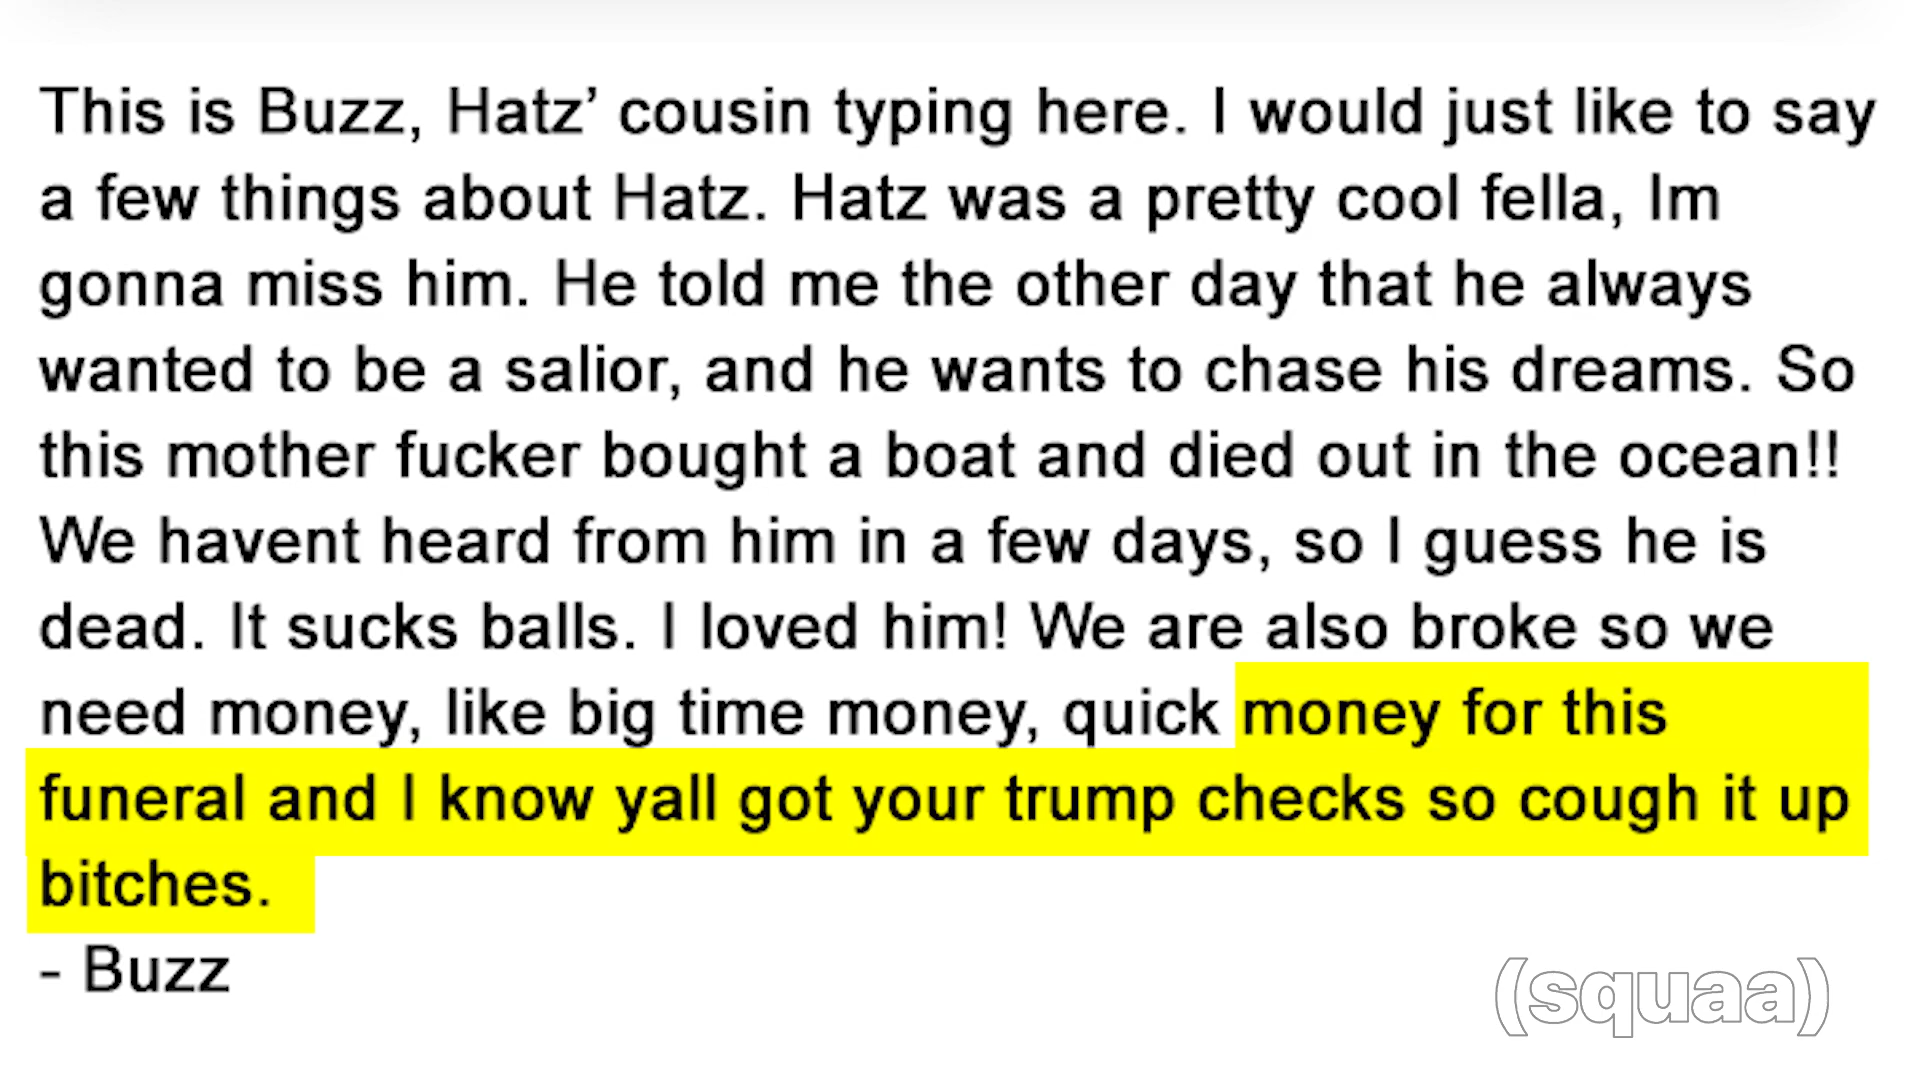 This is Buzz, Hatz’ cousin typing here. I would just like to say
a few things about Hatz. Hatz was a pretty cool fella, Im
gonna miss him. He told me the other day that he always
wanted to be a salior, and he wants to chase his dreams. So
this mother fucker bought a boat and died out in the ocean!!
We havent heard from him in a few days, so I guess he is
dead. It sucks balls. I loved him! We are also broke so we
need money, like big time money, quick money for this
funeral and I know yall got your trump checks so cough it up
bitches.
- Buzz
(squaa)